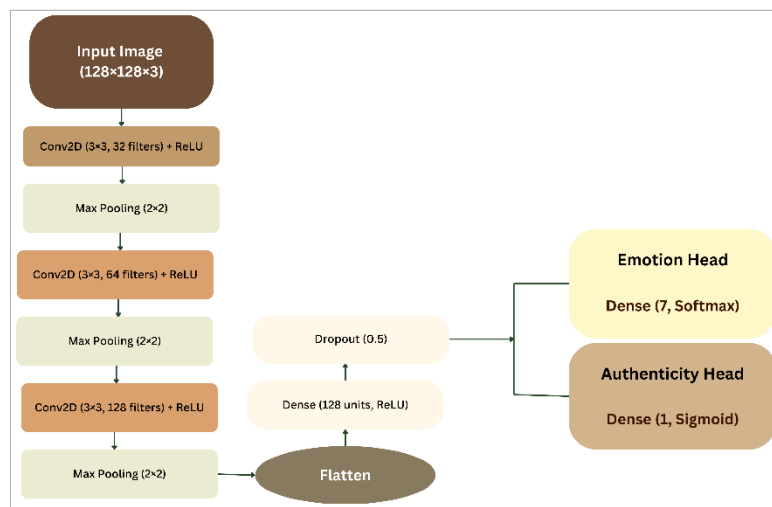 Input Image
(128×128×3)
Conv2D (3×3, 32 filters) + ReLU
Max Pooling (2×2)
Conv2D (3×3, 64 filters) + ReLU
Max Pooling (2×2)
Conv2D (3×3, 128 filters) + ReLU
Max Pooling (2×2)
Flatten
Dense (128 units, ReLU)
Dropout (0.5)
Emotion Head
Dense (7, Softmax)
Authenticity Head
Dense (1, Sigmoid)